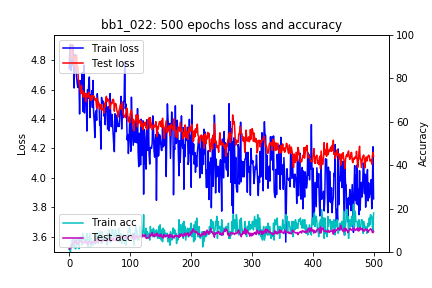 bb1_022: 500 epochs loss and accuracy
Train loss
Test loss
Train acc
Test acc
Loss
Accuracy
4.8
4.6
4.4
4.2
4.0
3.8
3.6
100
80
60
40
20
0
0
100
200
300
400
500